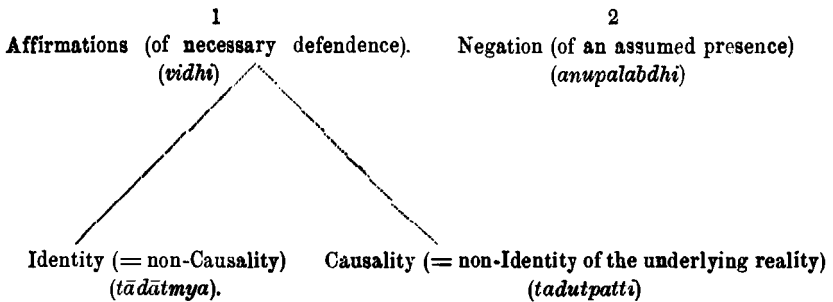 1 2
Affirmations (of necessary defendence). Negation (of an assumed presence)
(vidhi) (anupalabdhi)
Identity (= non-Causality) Causality (= non-Identity of the underlying reality)
(tādātmya). (tadutpatti)